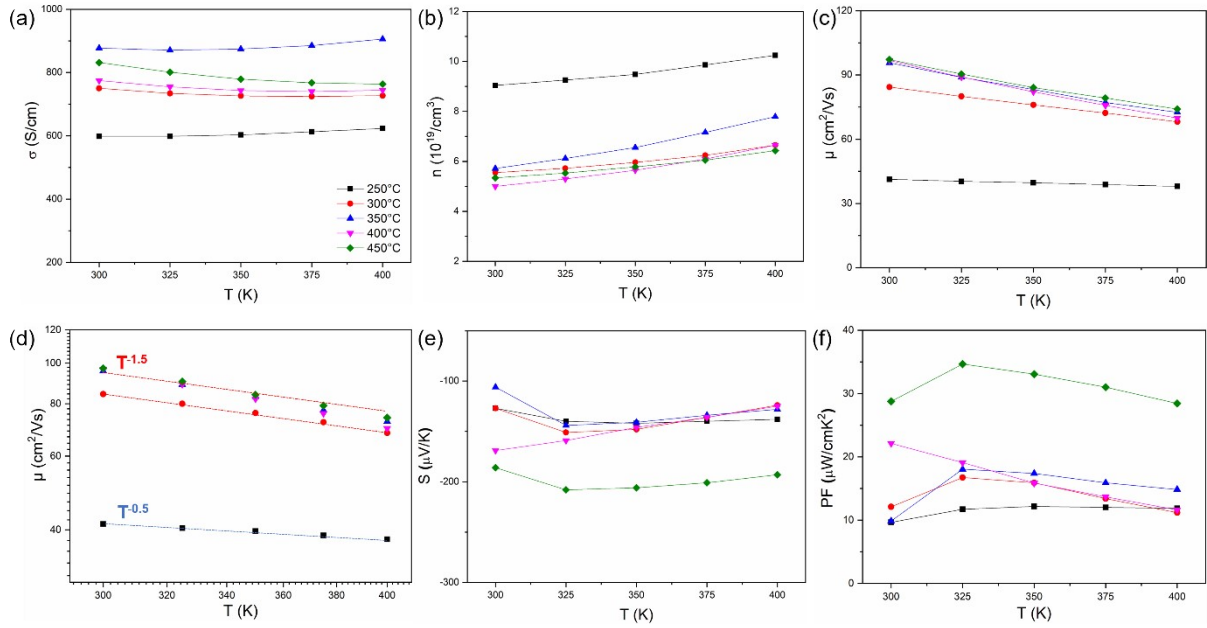 (a)
1000
800
600
400
200
σ (S/cm)
250°C
300°C
350°C
400°C
450°C
300 325 350 375 400
T (K)
(b)
12
10
8
6
4
2
n (10^19/cm^3)
300 325 350 375 400
T (K)
(c)
120
90
60
30
0
μ (cm^2/Vs)
300 325 350 375 400
T (K)
(d)
120
100
80
60
40
μ (cm^2/Vs)
T^-1.5
T^-0.5
300 320 340 360 380 400
T (K)
(e)
-100
-200
-300
S (μV/K)
300 325 350 375 400
T (K)
(f)
40
30
20
10
0
PF (μW/cmK^2)
300 325 350 375 400
T (K)